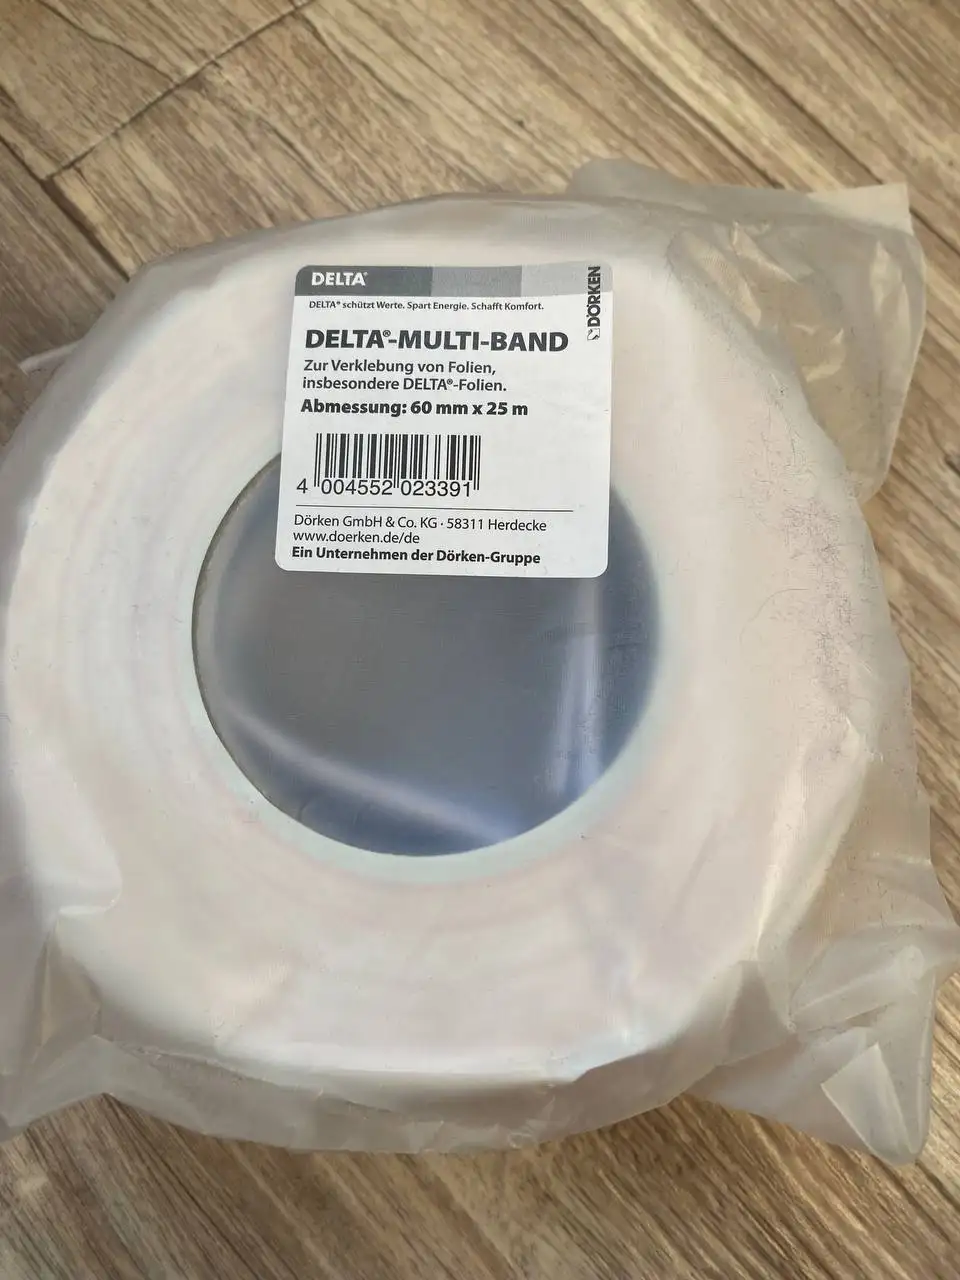 DELTA®
DÖRKEN
DELTA® schützt Werte. Spart Energie. Schafft Komfort.
DELTA®-MULTI-BAND
Zur Verklebung von Folien,
insbesondere DELTA®-Folien.
Abmessung: 60 mm x 25 m
4 004552 023391
Dörken GmbH & Co. KG · 58311 Herdecke
www.doerken.de/de
Ein Unternehmen der Dörken-Gruppe